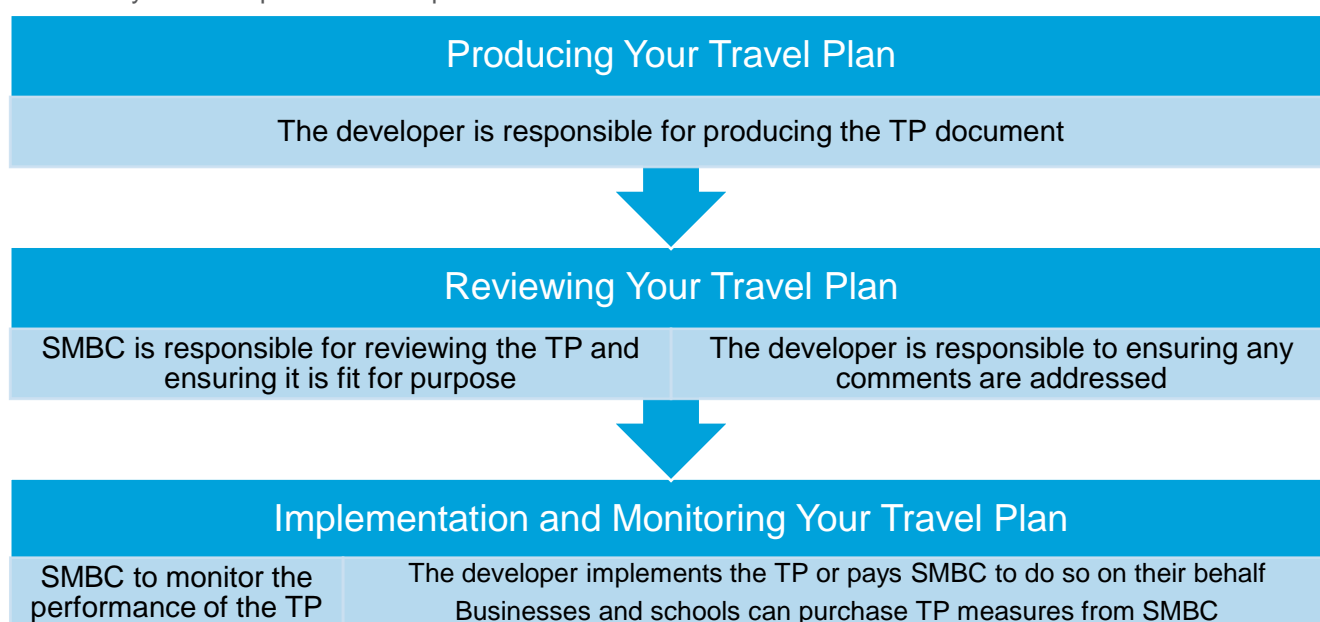 Producing Your Travel Plan
The developer is responsible for producing the TP document
Reviewing Your Travel Plan
SMBC is responsible for reviewing the TP and
ensuring it is fit for purpose
The developer is responsible to ensuring any
comments are addressed
Implementation and Monitoring Your Travel Plan
SMBC to monitor the
performance of the TP
The developer implements the TP or pays SMBC to do so on their behalf
Businesses and schools can purchase TP measures from SMBC